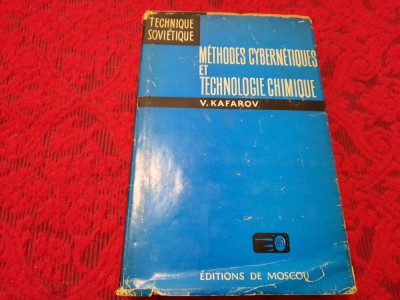 TECHNIQUE
SOVIÉTIQUE
MÉTHODES CYBERNÉTIQUES
ET
TECHNOLOGIE CHIMIQUE
V. KAFAROV
ÉDITIONS DE MOSCOU